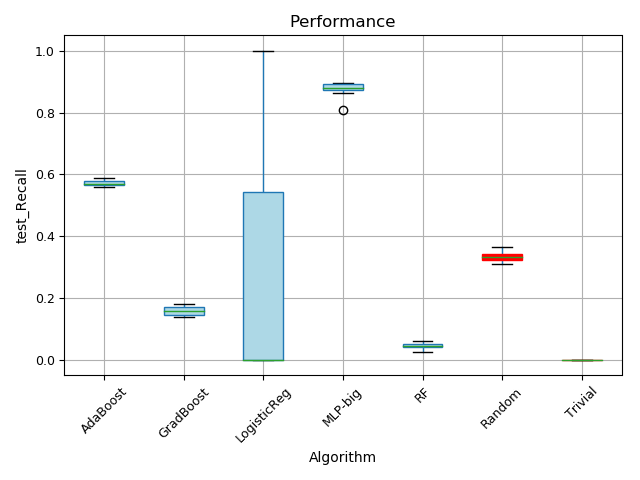 Performance
test_Recall
1.0
0.8
0.6
0.4
0.2
0.0
AdaBoost
GradBoost
LogisticReg
MLP-big
RF
Random
Trivial
Algorithm